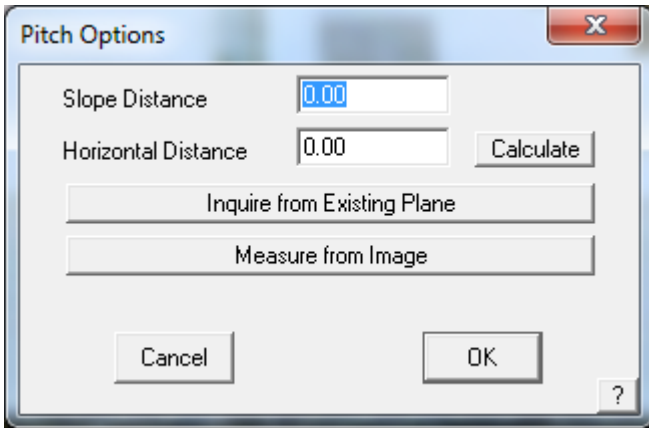 Pitch Options
X
Slope Distance 0.00
Horizontal Distance 0.00 Calculate
Inquire from Existing Plane
Measure from Image
Cancel OK
?